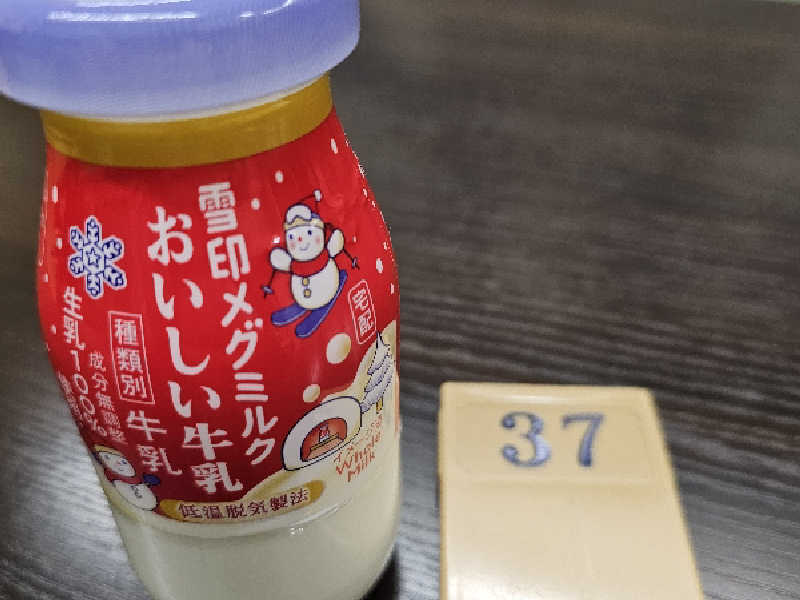 雪印メグミルク
おいしい牛乳
宅配
種類別
牛乳
生乳100%
成分無調整
低温脱気製法
Whole
Milk
37